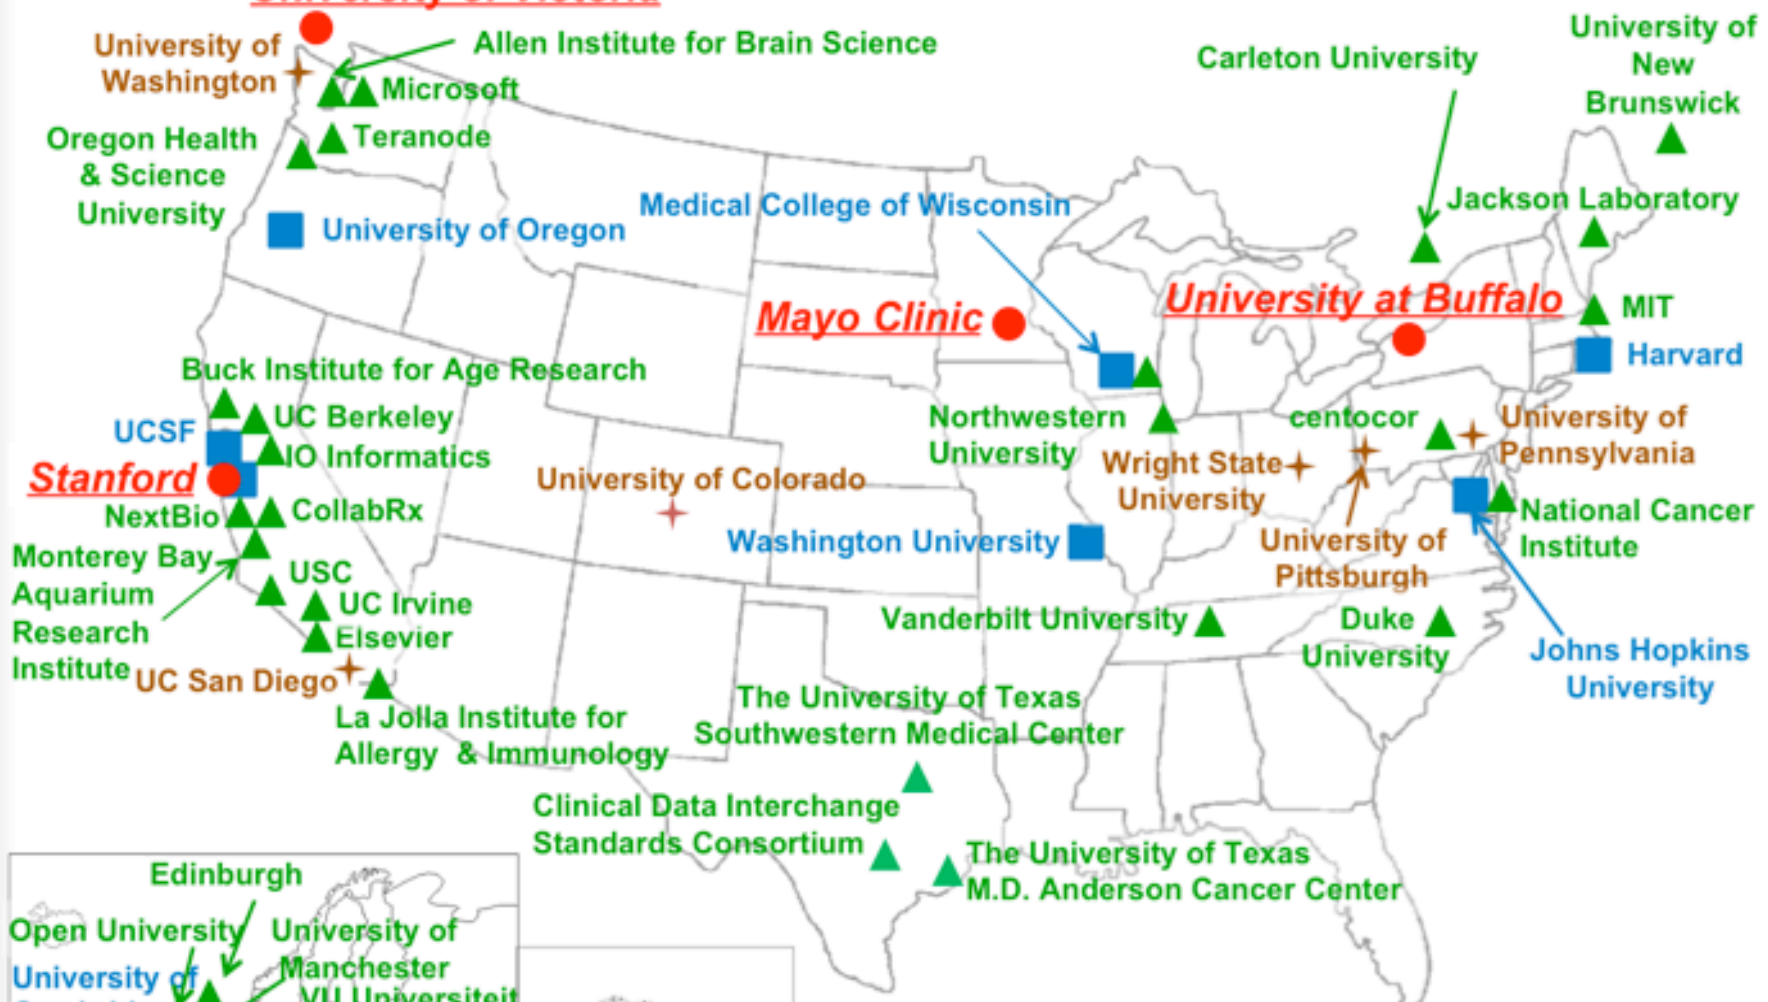 University of Victoria
University of
Washington
Allen Institute for Brain Science
Microsoft
Teranode
Oregon Health
& Science
University
University of Oregon
Carleton University
University of
New
Brunswick
Jackson Laboratory
Medical College of Wisconsin
Mayo Clinic
University at Buffalo
MIT
Harvard
Buck Institute for Age Research
UC Berkeley
UCSF
IO Informatics
Stanford
NextBio
CollabRx
Monterey Bay
Aquarium
Research
Institute
USC
UC Irvine
Elsevier
UC San Diego
La Jolla Institute for
Allergy & Immunology
University of Colorado
Northwestern
University
Wright State
University
centocor
University of
Pennsylvania
University of
Pittsburgh
National Cancer
Institute
Washington University
Vanderbilt University
Duke
University
Johns Hopkins
University
The University of Texas
Southwestern Medical Center
Clinical Data Interchange
Standards Consortium
The University of Texas
M.D. Anderson Cancer Center
Edinburgh
Open University
University of
Manchester
University of
VU Universiteit